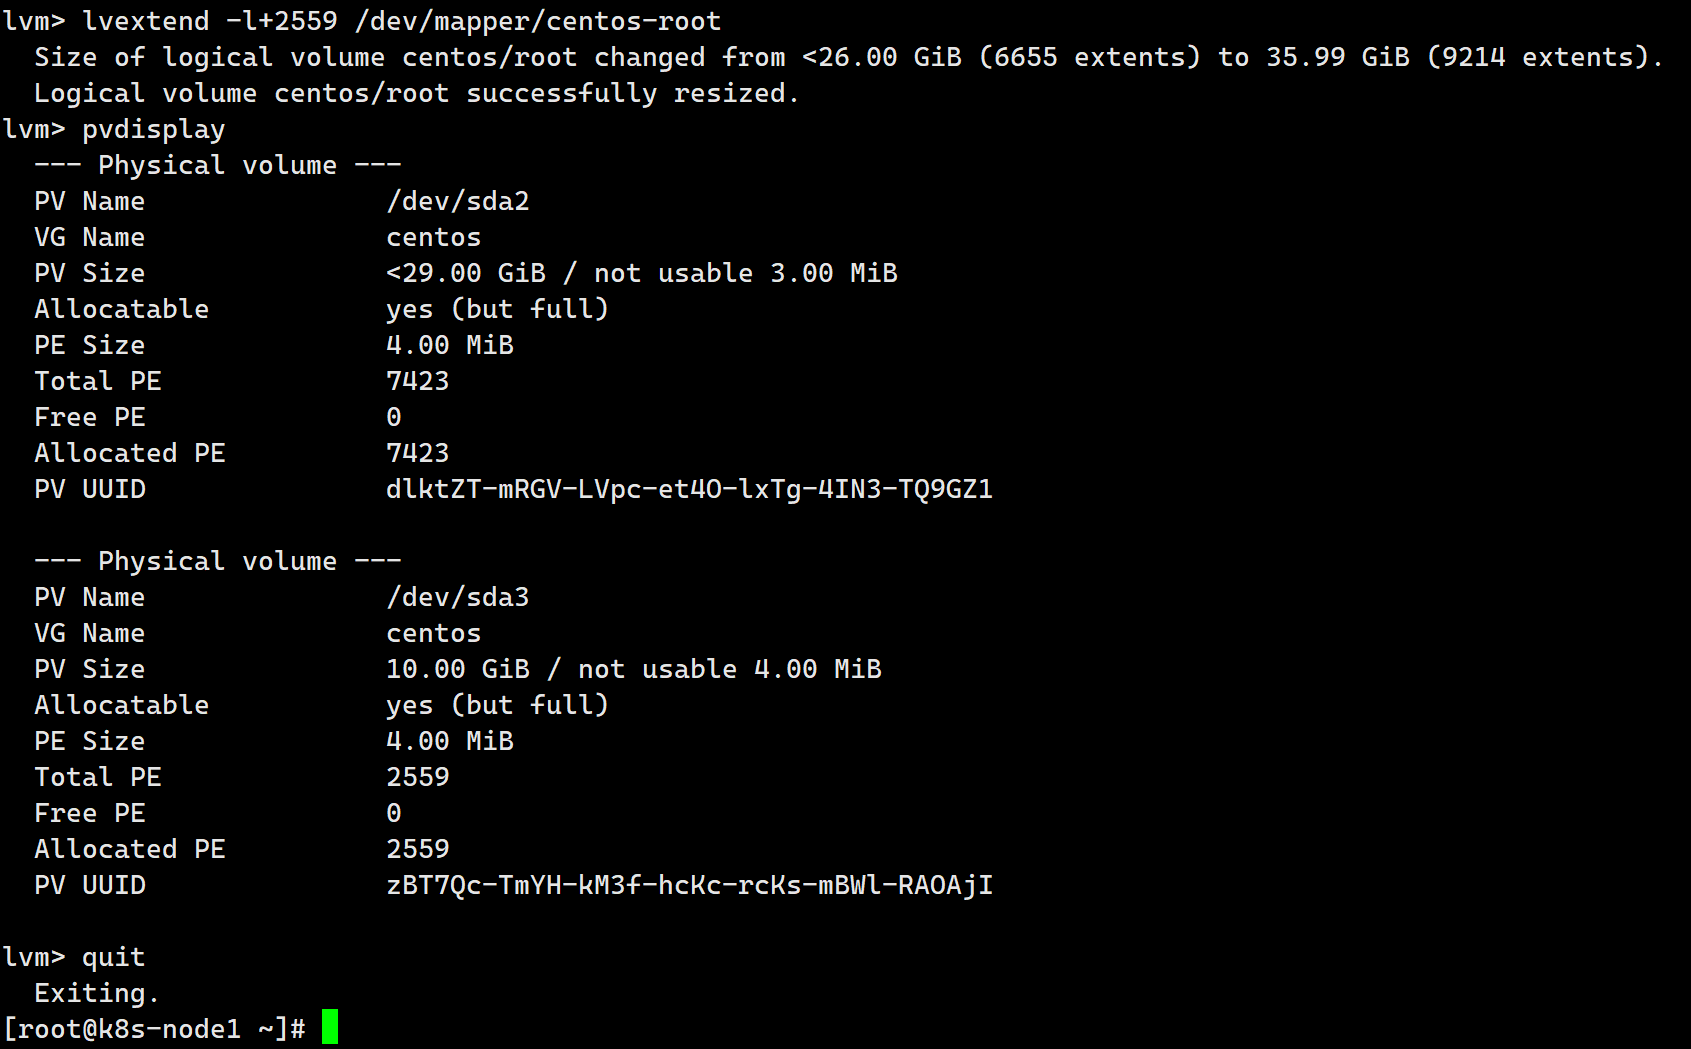 lvm> lvextend -l+2559 /dev/mapper/centos-root
  Size of logical volume centos/root changed from <26.00 GiB (6655 extents) to 35.99 GiB (9214 extents).
  Logical volume centos/root successfully resized.
lvm> pvdisplay
  --- Physical volume ---
  PV Name               /dev/sda2
  VG Name               centos
  PV Size               <29.00 GiB / not usable 3.00 MiB
  Allocatable           yes (but full)
  PE Size               4.00 MiB
  Total PE              7423
  Free PE               0
  Allocated PE          7423
  PV UUID               dlktZT-mRGV-LVpc-et4O-lxTg-4IN3-TQ9GZ1

  --- Physical volume ---
  PV Name               /dev/sda3
  VG Name               centos
  PV Size               10.00 GiB / not usable 4.00 MiB
  Allocatable           yes (but full)
  PE Size               4.00 MiB
  Total PE              2559
  Free PE               0
  Allocated PE          2559
  PV UUID               zBT7Qc-TmYH-kM3f-hcKc-rcKs-mBWl-RAOAjI

lvm> quit
  Exiting.
[root@k8s-node1 ~]#